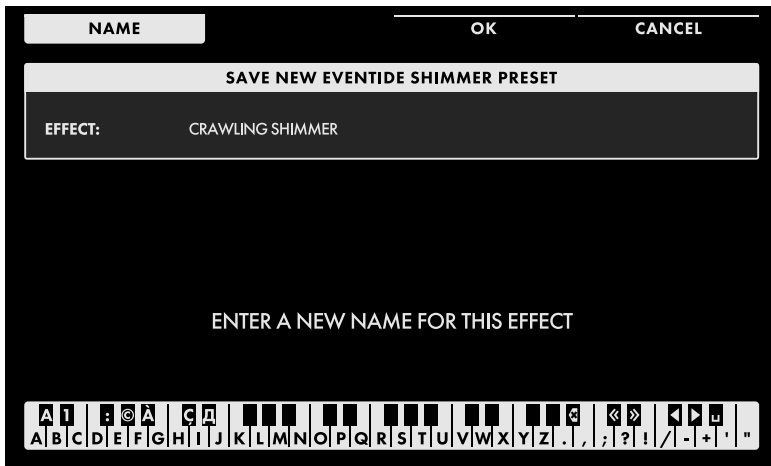 NAME OK CANCEL
SAVE NEW EVENTIDE SHIMMER PRESET
EFFECT: CRAWLING SHIMMER
ENTER A NEW NAME FOR THIS EFFECT
A 1 : © À Ç Д « » ◀ ▶ ␣
A B C D E F G H I J K L M N O P Q R S T U V W X Y Z . , ; ? ! / - + ' "